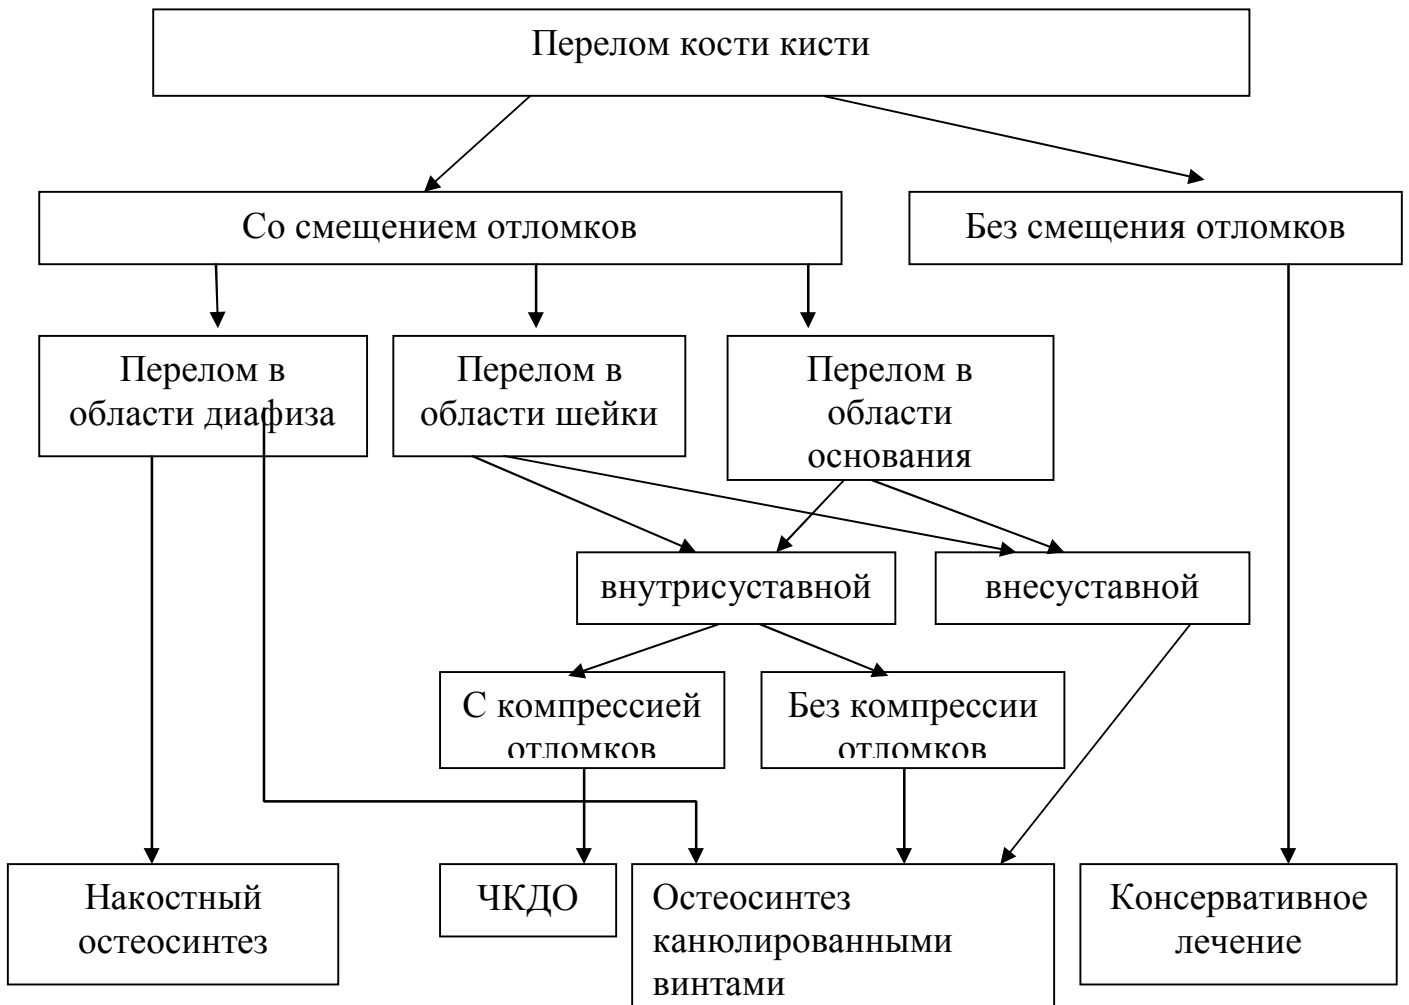 Перелом кости кисти
Со смещением отломков
Без смещения отломков
Перелом в
области диафиза
Перелом в
области шейки
Перелом в
области
основания
внутрисуставной
внесуставной
С компрессией
отломков
Без компрессии
отломков
Накостный
остеосинтез
ЧКДО
Остеосинтез
канюлированными
винтами
Консервативное
лечение